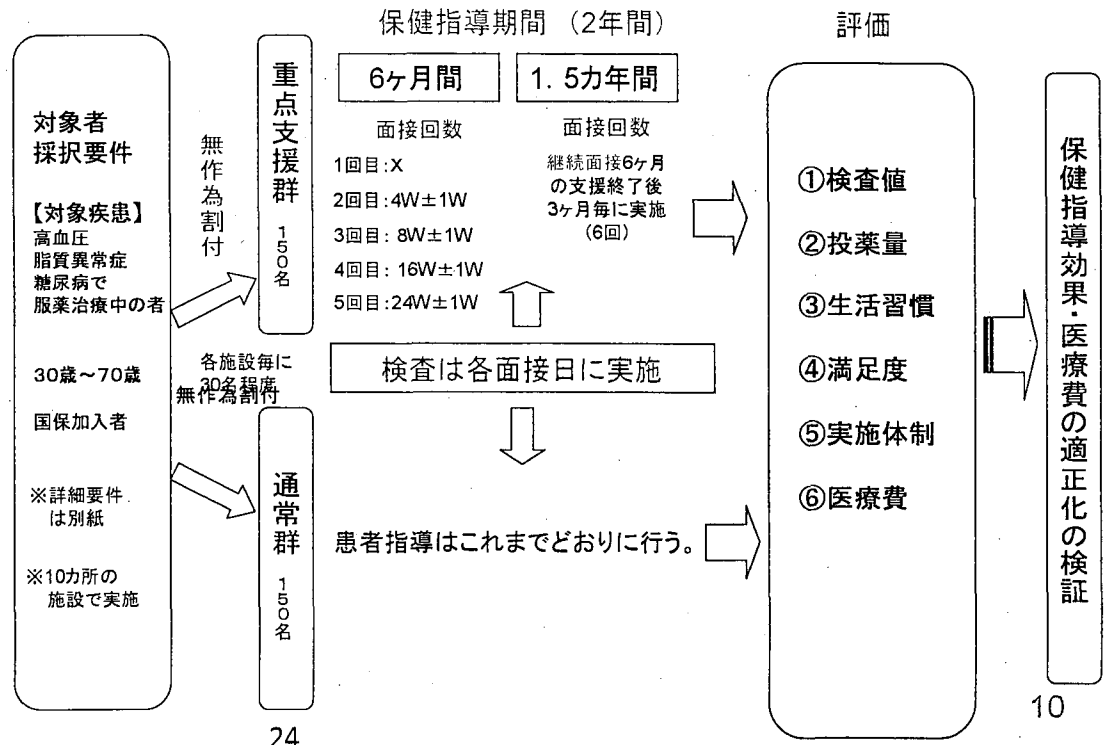 保健指導期間 (2年間)
評価
対象者
採択要件
【対象疾患】
高血圧
脂質異常症
糖尿病で
服薬治療中の者
30歳～70歳
国保加入者
※詳細要件
は別紙
※10カ所の
施設で実施
無作為割付
各施設毎に
30名程度
無作為割付
重点支援群 150名
通常群 150名
6ヶ月間
面接回数
1回目:X
2回目:4W±1W
3回目:8W±1W
4回目:16W±1W
5回目:24W±1W
1.5カ年間
面接回数
継続面接6ヶ月
の支援終了後
3ヶ月毎に実施
(6回)
検査は各面接日に実施
患者指導はこれまでどおりに行う。
①検査値
②投薬量
③生活習慣
④満足度
⑤実施体制
⑥医療費
保健指導効果・医療費の適正化の検証
24
10